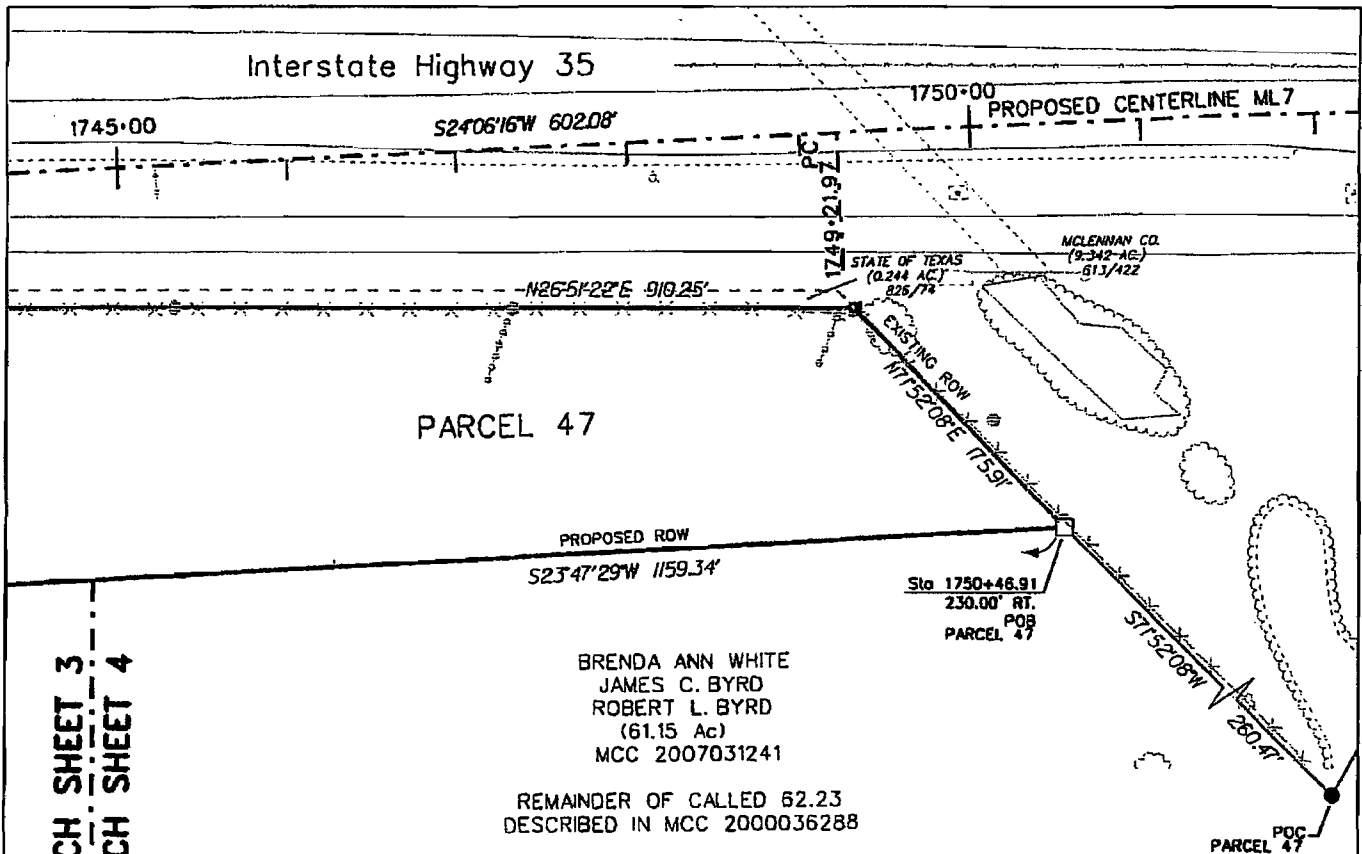 Interstate Highway 35
1745+00
S24°06'16"W 602.08'
1750+00
PROPOSED CENTERLINE ML7
PC
1749+21.97
STATE OF TEXAS
(0.244 AC.)
826/74
MCLENNAN CO.
(9.342 AC.)
613/422
N26°51'22"E 910.25'
EXISTING ROW
N71°52'08"E 175.91'
PARCEL 47
PROPOSED ROW
S23°47'29"W 1159.34'
Sta 1750+46.91
230.00' RT.
POB
PARCEL 47
S71°52'08"W
260.47'
BRENDA ANN WHITE
JAMES C. BYRD
ROBERT L. BYRD
(61.15 Ac)
MCC 2007031241
REMAINDER OF CALLED 62.23
DESCRIBED IN MCC 2000036288
CH SHEET 3
CH SHEET 4
POC
PARCEL 47